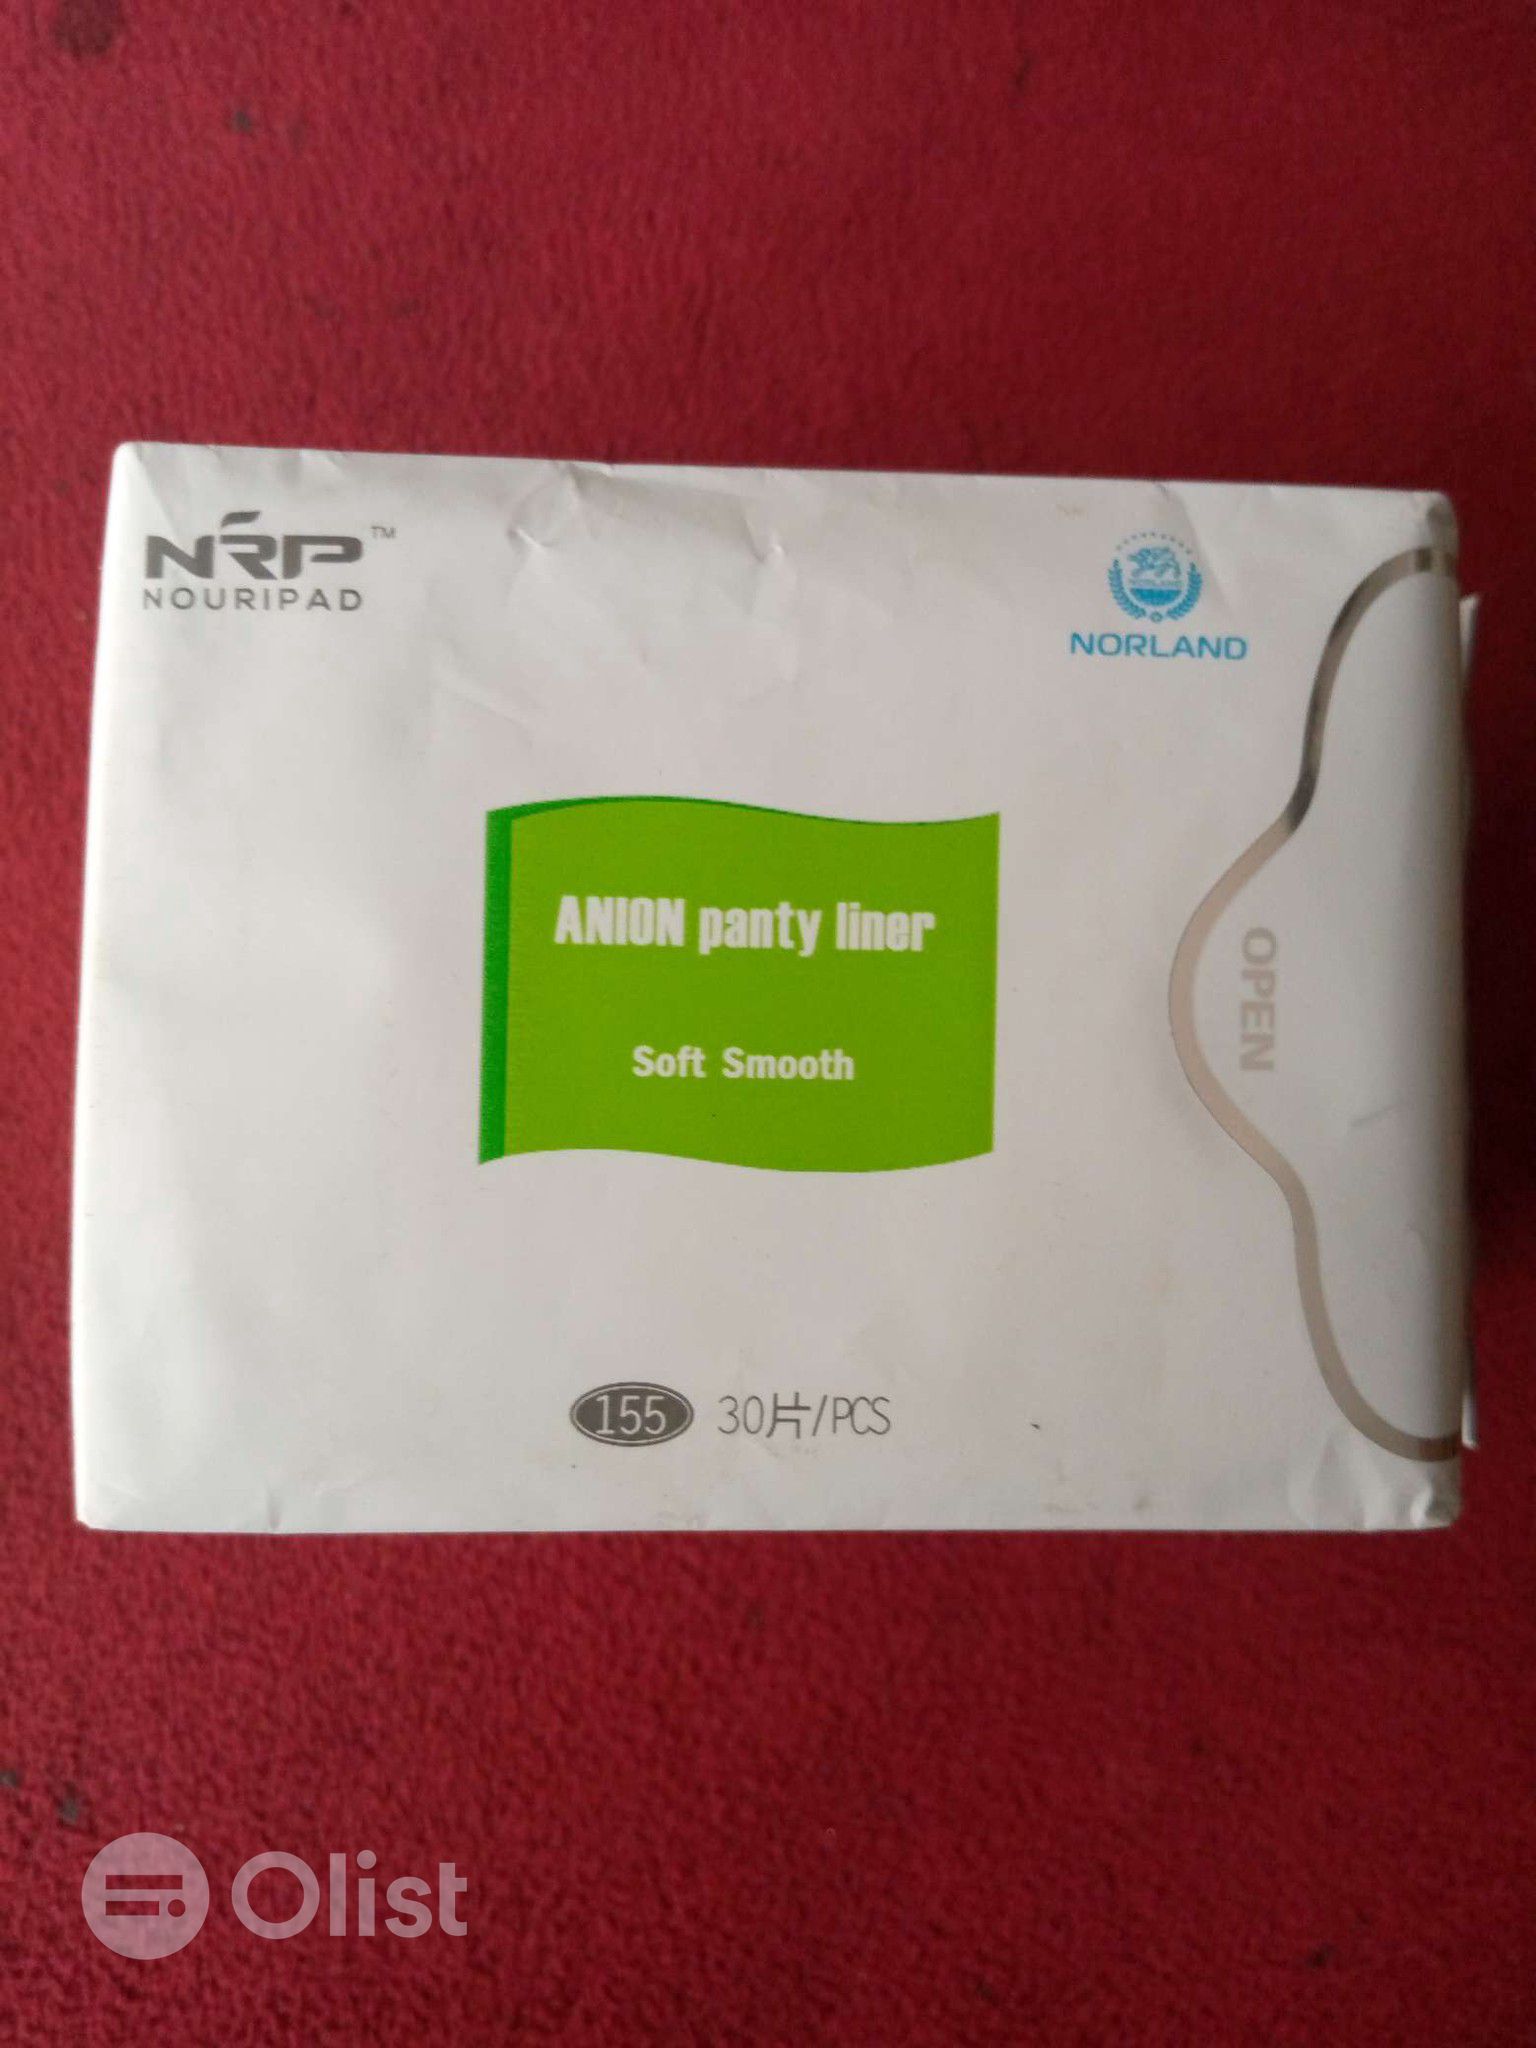 NRP™
NOURIPAD
NORLAND
ANION panty liner
Soft Smooth
OPEN
155 30片/PCS
Olist